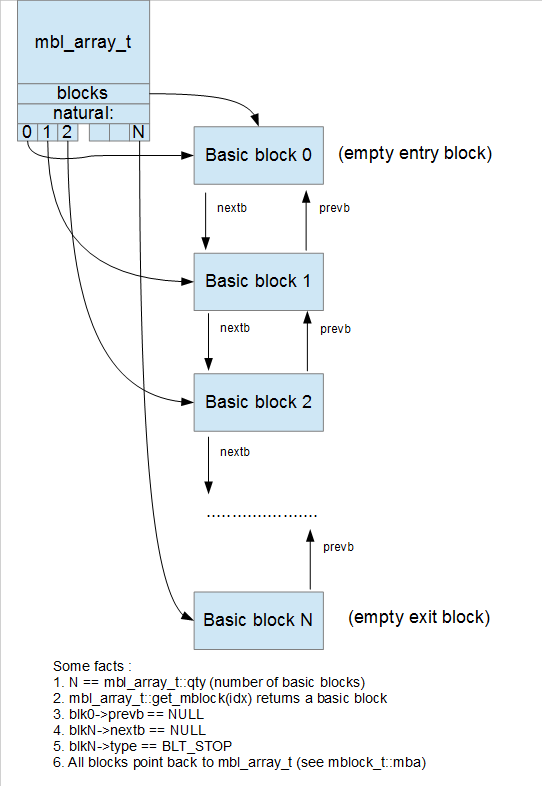 mbl_array_t
blocks
natural:
0 1 2 N
Basic block 0 (empty entry block)
nextb prevb
Basic block 1
nextb prevb
Basic block 2
nextb
......................
prevb
Basic block N (empty exit block)
Some facts :
1. N == mbl_array_t::qty (number of basic blocks)
2. mbl_array_t::get_mblock(idx) returns a basic block
3. blk0->prevb == NULL
4. blkN->nextb == NULL
5. blkN->type == BLT_STOP
6. All blocks point back to mbl_array_t (see mblock_t::mba)